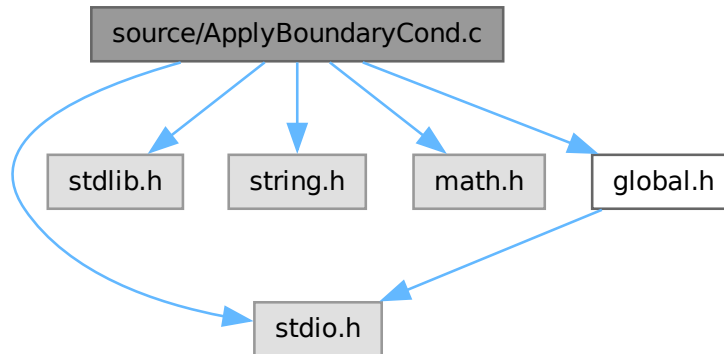 source/ApplyBoundaryCond.c
stdlib.h
string.h
math.h
global.h
stdio.h